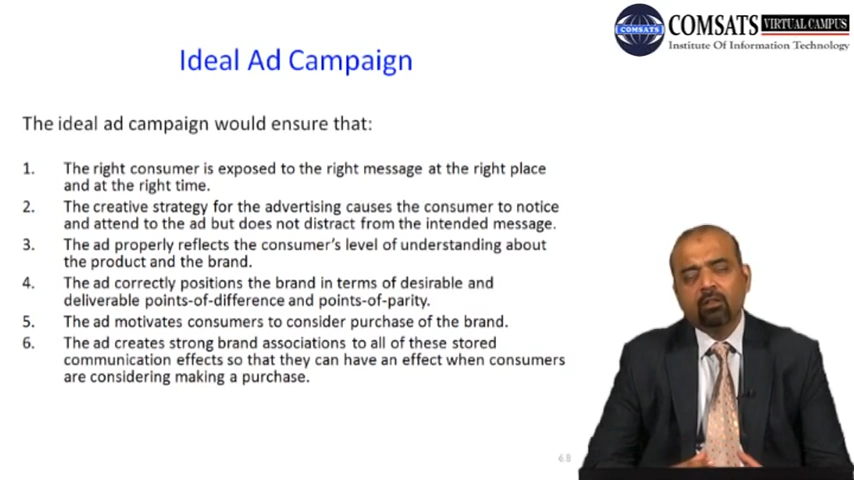 COMSATS VIRTUAL CAMPUS
COMSATS
Institute Of Information Technology
Ideal Ad Campaign
The ideal ad campaign would ensure that:
1. The right consumer is exposed to the right message at the right place
and at the right time.
2. The creative strategy for the advertising causes the consumer to notice
and attend to the ad but does not distract from the intended message.
3. The ad properly reflects the consumer's level of understanding about
the product and the brand.
4. The ad correctly positions the brand in terms of desirable and
deliverable points-of-difference and points-of-parity.
5. The ad motivates consumers to consider purchase of the brand.
6. The ad creates strong brand associations to all of these stored
communication effects so that they can have an effect when consumers
are considering making a purchase.
6.8